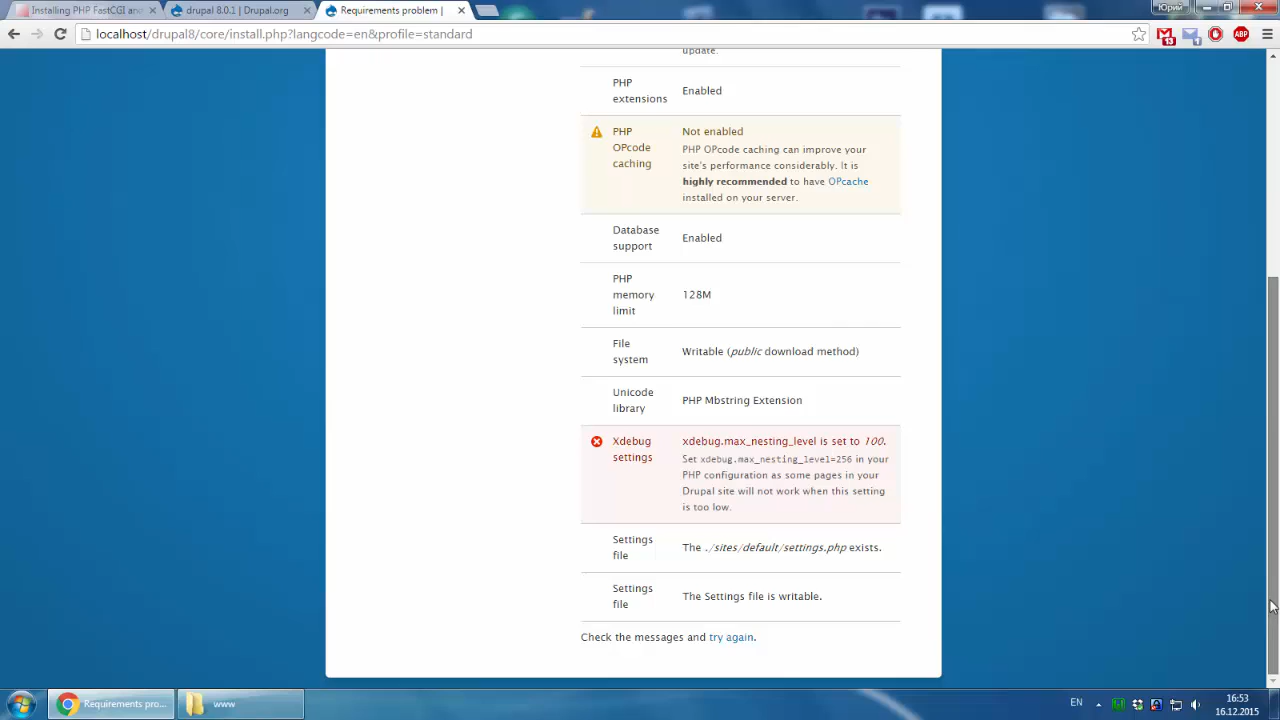 Installing PHP FastCGI and
drupal 8.0.1 | Drupal.org
Requirements problem |
Юрий
localhost/drupal8/core/install.php?langcode=en&profile=standard
13
1
ABP
update.
PHP extensions
Enabled
PHP OPcode caching
Not enabled
PHP OPcode caching can improve your
site's performance considerably. It is
highly recommended to have OPcache
installed on your server.
Database support
Enabled
PHP memory limit
128M
File system
Writable (public download method)
Unicode library
PHP Mbstring Extension
Xdebug settings
xdebug.max_nesting_level is set to 100.
Set xdebug.max_nesting_level=256 in your
PHP configuration as some pages in your
Drupal site will not work when this setting
is too low.
Settings file
The ./sites/default/settings.php exists.
Settings file
The Settings file is writable.
Check the messages and try again.
Requirements pro...
www
EN
16:53
16.12.2015